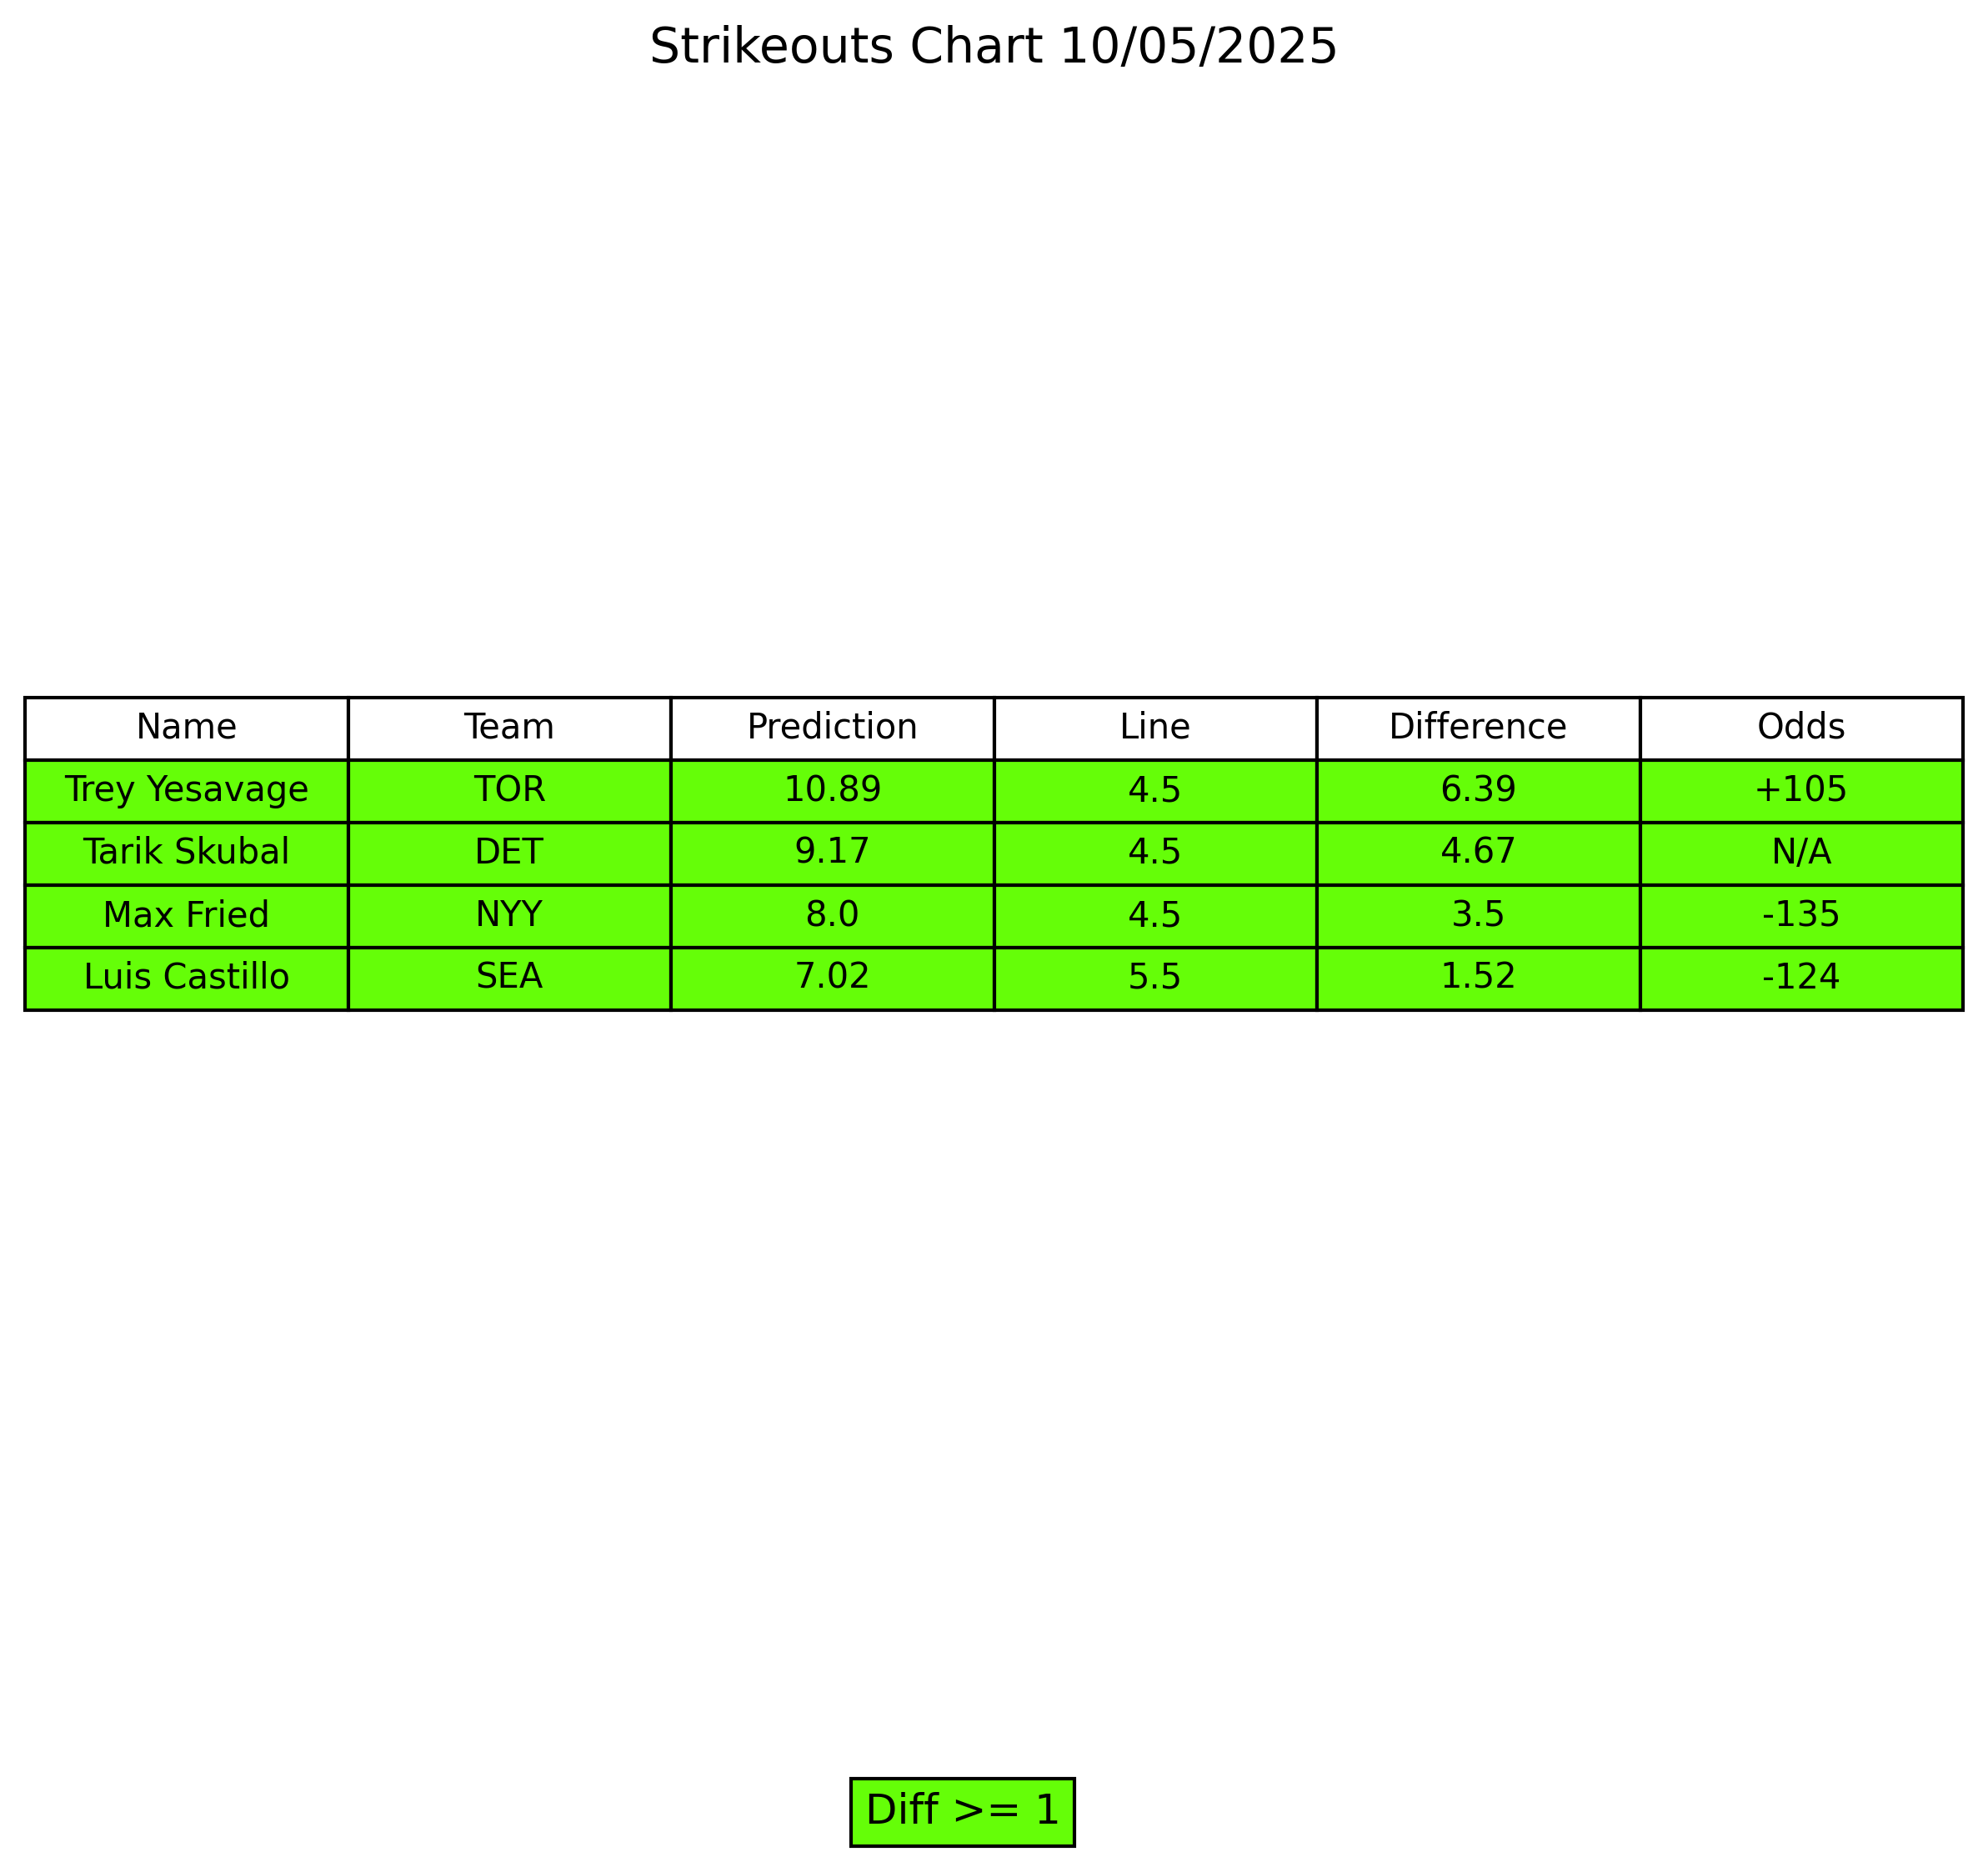 Strikeouts Chart 10/05/2025
Name Team Prediction Line Difference Odds
Trey Yesavage TOR 10.89 4.5 6.39 +105
Tarik Skubal DET 9.17 4.5 4.67 N/A
Max Fried NYY 8.0 4.5 3.5 -135
Luis Castillo SEA 7.02 5.5 1.52 -124
Diff >= 1